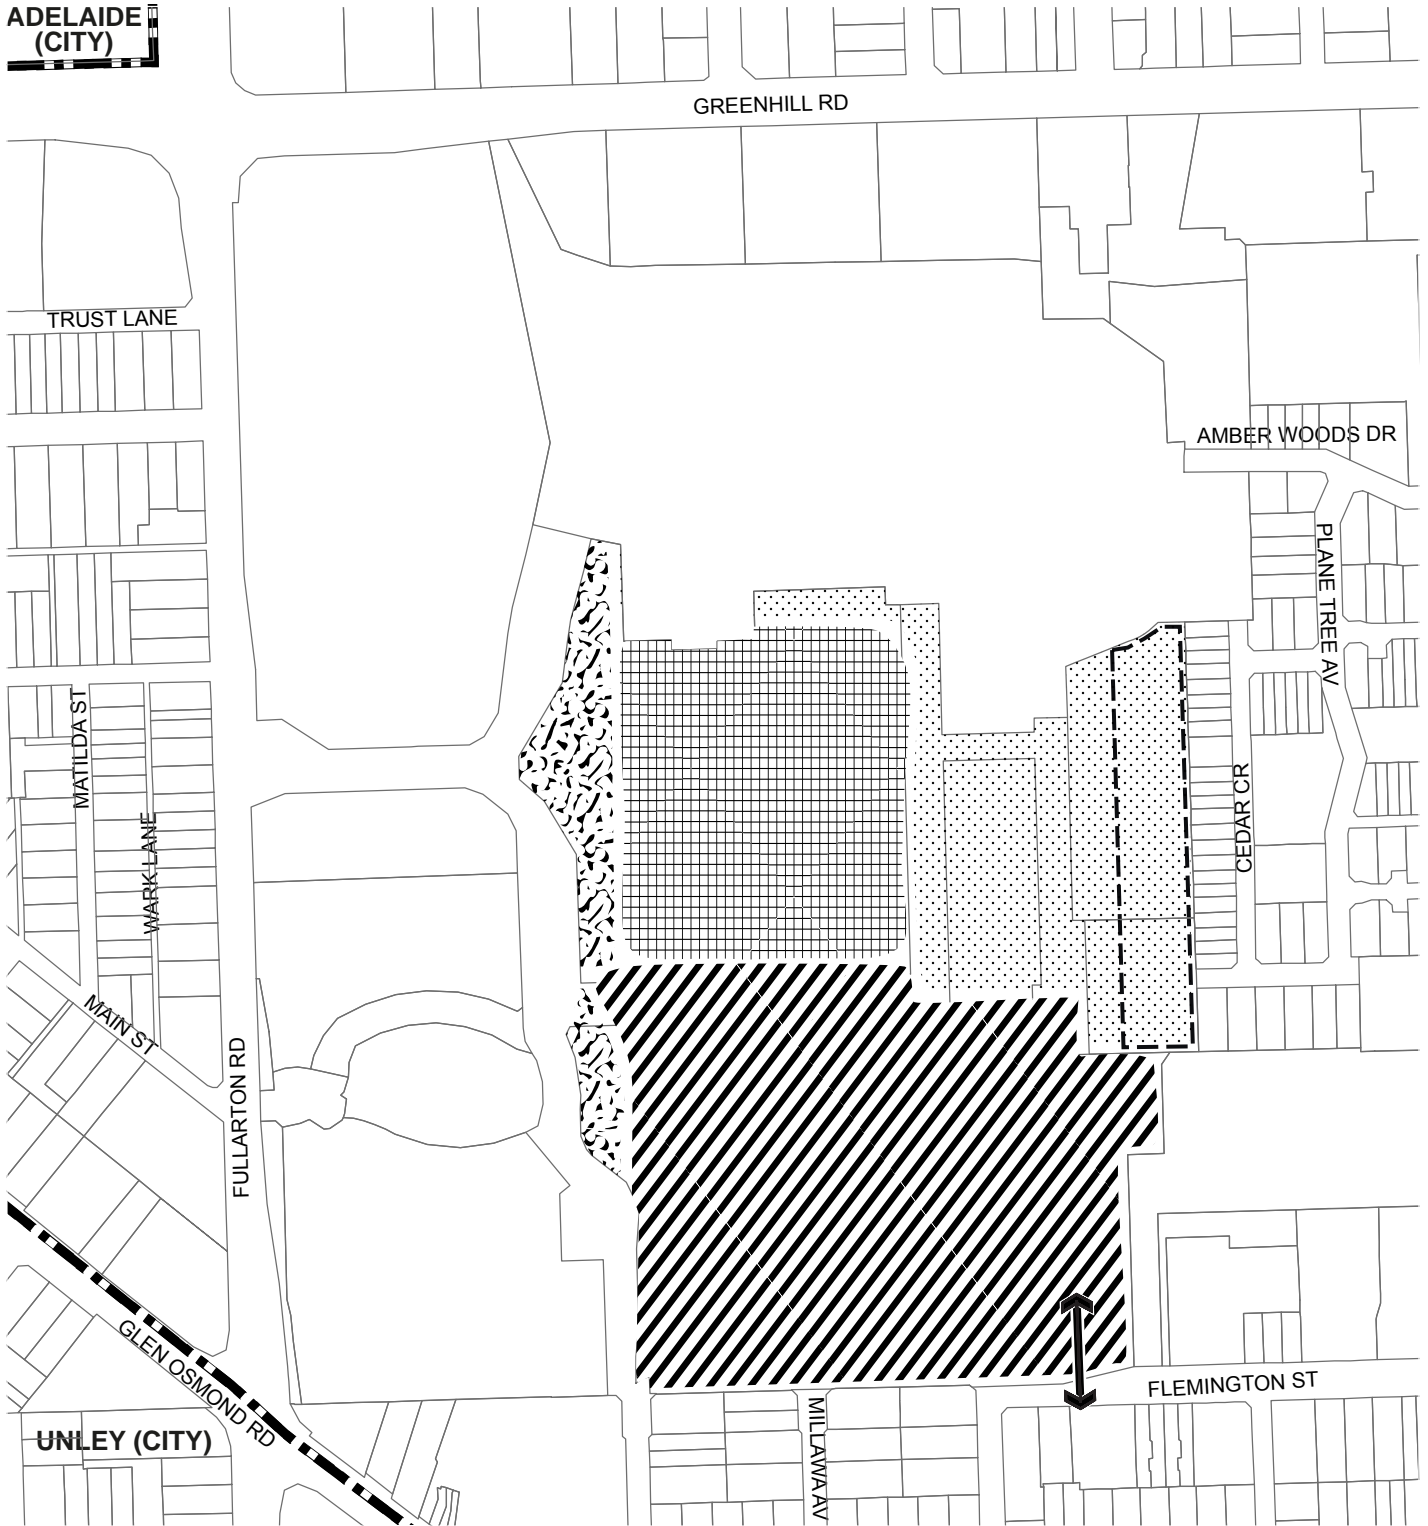 ADELAIDE
(CITY)
GREENHILL RD
TRUST LANE
AMBER WOODS DR
PLANE TREE AV
MATILDA ST
WARK LANE
CEDAR CR
MAIN ST
FULLARTON RD
GLEN OSMOND RD
FLEMINGTON ST
MILLAWA AV
UNLEY (CITY)